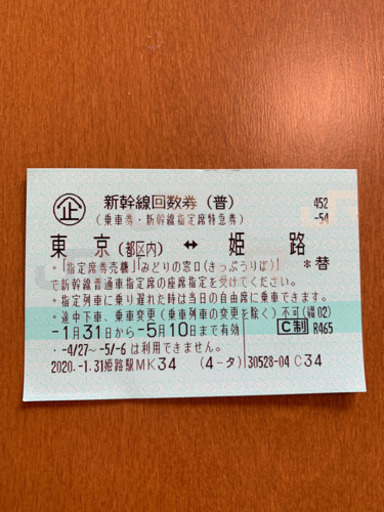 ㊭ 新幹線回数券(普) 452
(乗車券・新幹線指定席特急券) -54
東京(都区内) ↔ 姫路
・「指定席券売機」「みどりの窓口(きっぷうりば)」 *替
で新幹線普通車指定席の座席指定を受けてください。
・指定列車に乗り遅れた時は当日の自由席に乗車できます。
・途中下車、乗車変更(乗車列車の変更を除く)不可(繦02)
-1月31日から-5月10日まで有効 C制 R465
・-4/27~-5/-6は利用できません。
2020.-1.31姫路駅MK34 (4-タ) 30528-04 C34